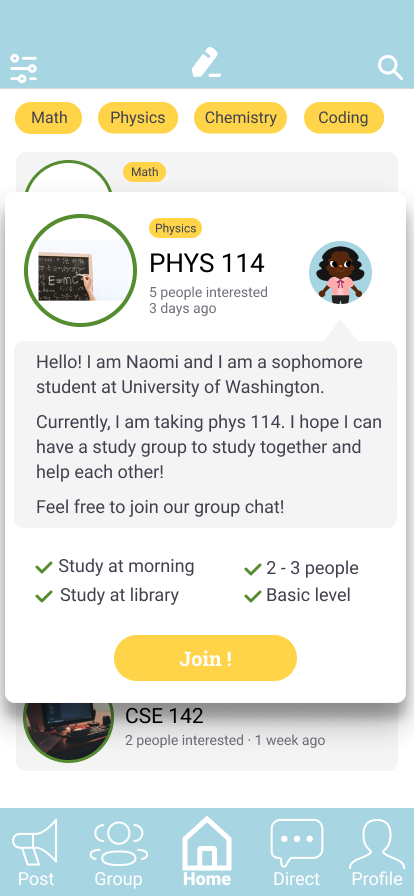 Math Physics Chemistry Coding
Math
Physics
PHYS 114
5 people interested
3 days ago
E=mc²
Hello! I am Naomi and I am a sophomore
student at University of Washington.
Currently, I am taking phys 114. I hope I can
have a study group to study together and
help each other!
Feel free to join our group chat!
Study at morning
2 - 3 people
Study at library
Basic level
Join !
CSE 142
2 people interested · 1 week ago
Post Group Home Direct Profile